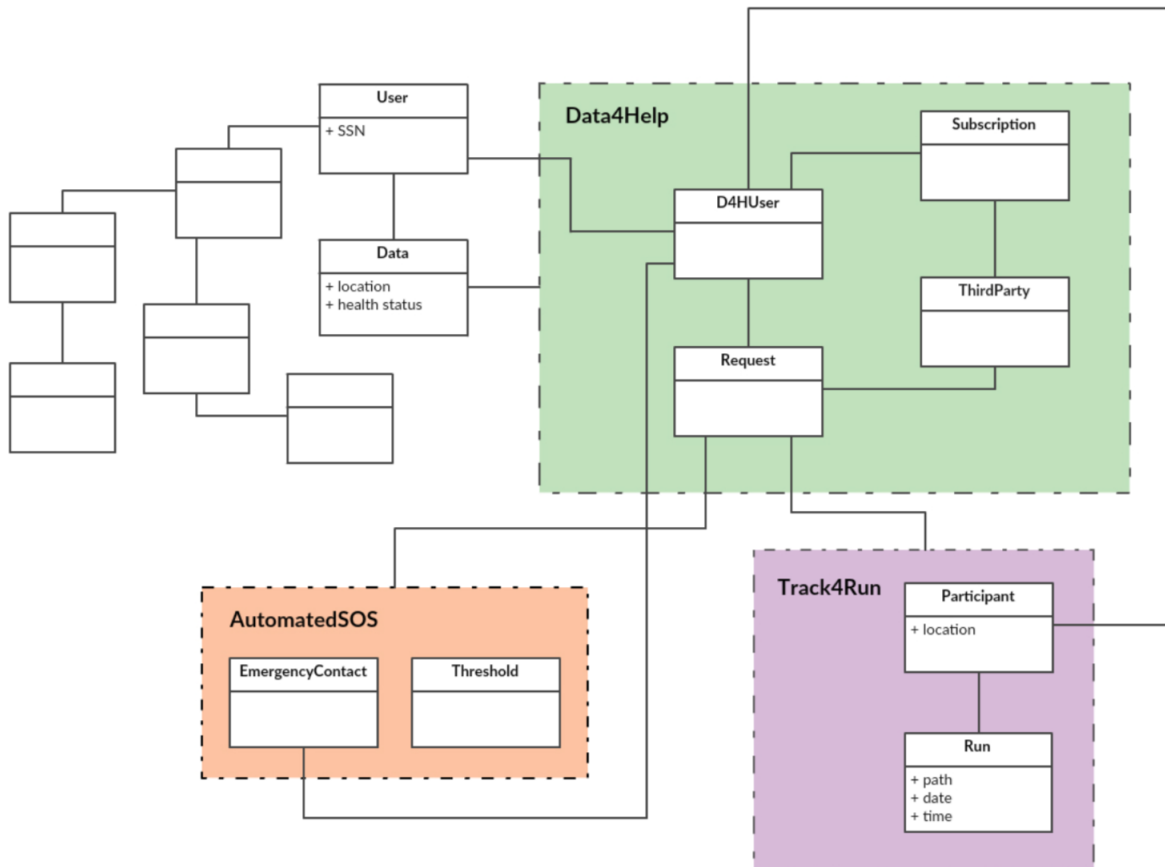 User
+ SSN
Data
+ location
+ health status
Data4Help
Subscription
D4HUser
ThirdParty
Request
AutomatedSOS
EmergencyContact
Threshold
Track4Run
Participant
+ location
Run
+ path
+ date
+ time